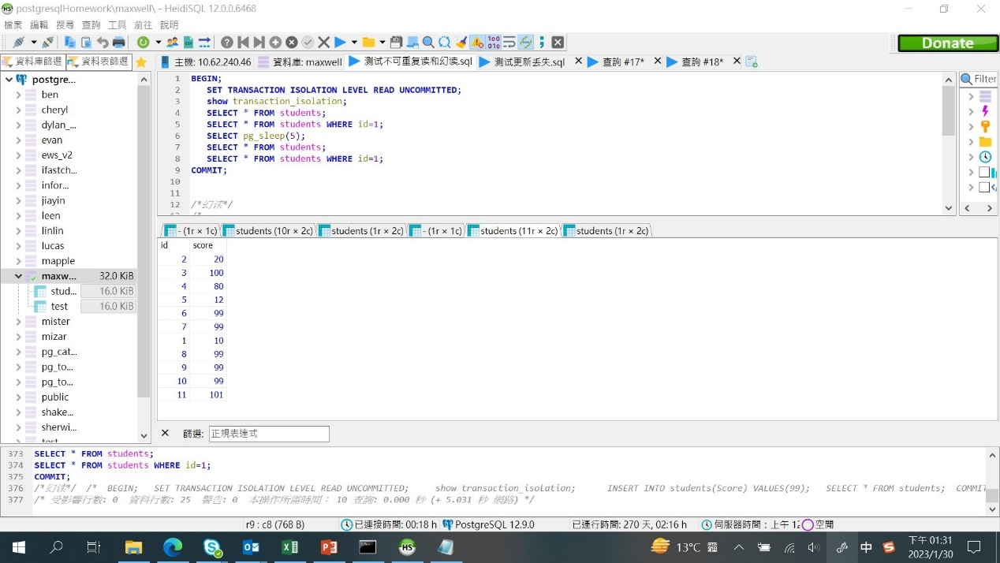 postgresqlHomework\maxwell\ - HeidiSQL 12.0.0.6468
檔案 編輯 搜尋 查詢 工具 前往 說明
Donate
資料庫篩選 資料表篩選 主機: 10.62.240.46 資料庫: maxwell 测试不可重复读和幻读.sql 测试更新丢失.sql 查詢 #17* 查詢 #18*
postgre...
ben
cheryl
dylan_...
evan
ews_v2
ifastch...
infor...
jiayin
leen
linlin
lucas
mapple
maxw... 32.0 KiB
stud... 16.0 KiB
test 16.0 KiB
mister
mizar
pg_cat...
pg_to...
pg_to...
public
shake...
sherwi...
test
1 BEGIN;
2 SET TRANSACTION ISOLATION LEVEL READ UNCOMMITTED;
3 show transaction_isolation;
4 SELECT * FROM students;
5 SELECT * FROM students WHERE id=1;
6 SELECT pg_sleep(5);
7 SELECT * FROM students;
8 SELECT * FROM students WHERE id=1;
9 COMMIT;
10
11
12 /*幻读*/
Filter
- (1r × 1c) students (10r × 2c) students (1r × 2c) - (1r × 1c) students (11r × 2c) students (1r × 2c)
id score
2 20
3 100
4 80
5 12
6 99
7 99
1 10
8 99
9 99
10 99
11 101
篩選: 正規表達式
373 SELECT * FROM students;
374 SELECT * FROM students WHERE id=1;
375 COMMIT;
376 /*幻读*/ /* BEGIN; SET TRANSACTION ISOLATION LEVEL READ UNCOMMITTED; show transaction_isolation; INSERT INTO students(Score) VALUES(99); SELECT * FROM students; COMMIT
377 /* 受影響行數: 0 資料行數: 25 警告: 0 本操作所需時間: 10 查詢: 0.000 秒 (+ 5.031 秒 網路) */
r9 : c8 (768 B) 已連接時間: 00:18 h PostgreSQL 12.9.0 已運行時間: 270 天, 02:16 h 伺服器時間: 上午 12 空閒
13°C 中
下午 01:31
2023/1/30